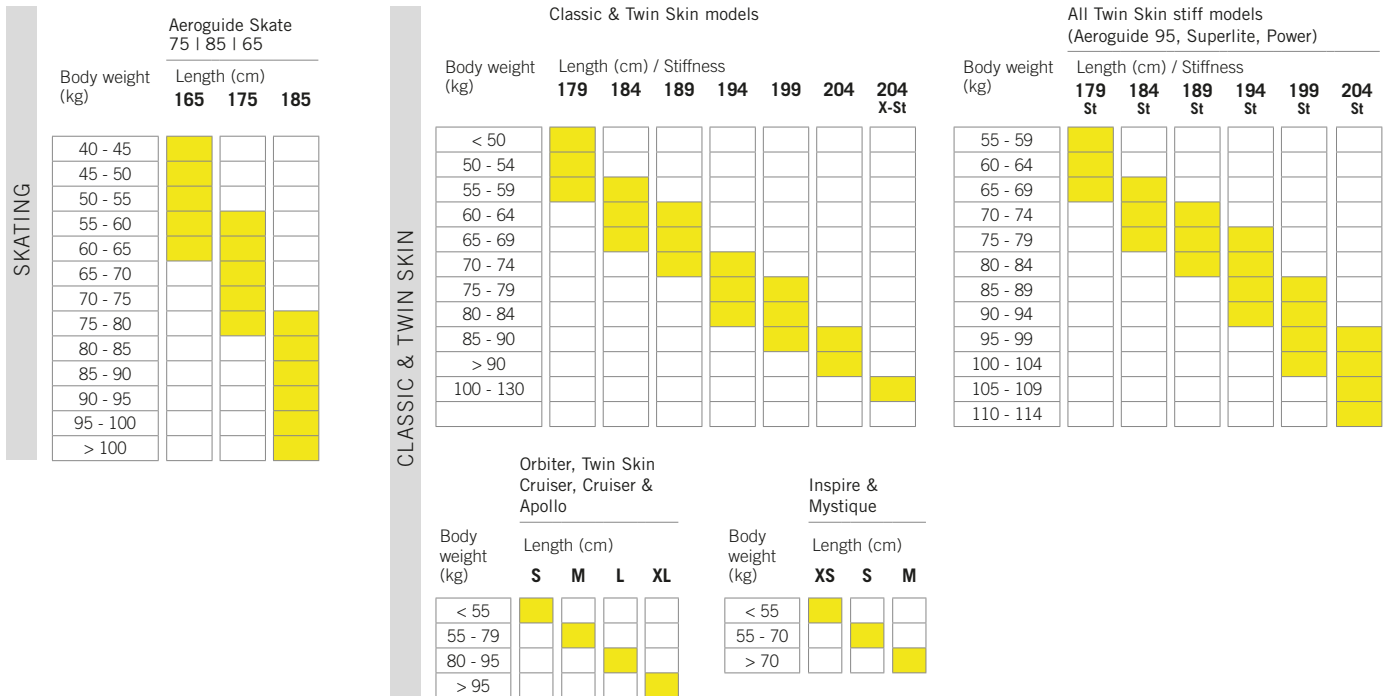 SKATING
Aeroguide Skate
75 | 85 | 65
Body weight
(kg)
Length (cm)
165 175 185
40 - 45
45 - 50
50 - 55
55 - 60
60 - 65
65 - 70
70 - 75
75 - 80
80 - 85
85 - 90
90 - 95
95 - 100
> 100
CLASSIC & TWIN SKIN
Classic & Twin Skin models
Body weight
(kg)
Length (cm) / Stiffness
179 184 189 194 199 204 204
X-St
< 50
50 - 54
55 - 59
60 - 64
65 - 69
70 - 74
75 - 79
80 - 84
85 - 90
> 90
100 - 130
All Twin Skin stiff models
(Aeroguide 95, Superlite, Power)
Body weight
(kg)
Length (cm) / Stiffness
179 184 189 194 199 204
St St St St St St
55 - 59
60 - 64
65 - 69
70 - 74
75 - 79
80 - 84
85 - 89
90 - 94
95 - 99
100 - 104
105 - 109
110 - 114
Orbiter, Twin Skin
Cruiser, Cruiser &
Apollo
Body
weight
(kg)
Length (cm)
S M L XL
< 55
55 - 79
80 - 95
> 95
Inspire &
Mystique
Body
weight
(kg)
Length (cm)
XS S M
< 55
55 - 70
> 70